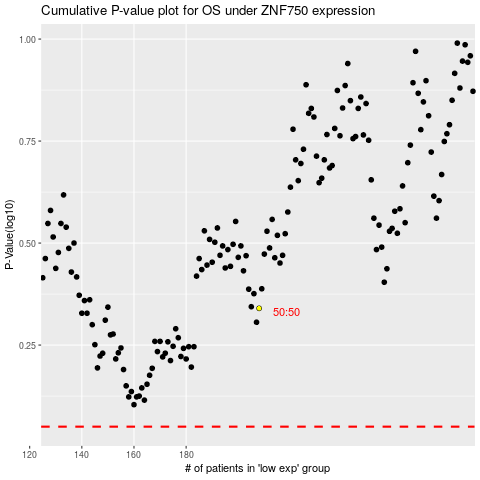 Cumulative P-value plot for OS under ZNF750 expression
P-Value(log10)
1.00
0.75
0.50
0.25
50:50
120 140 160 180
# of patients in 'low exp' group